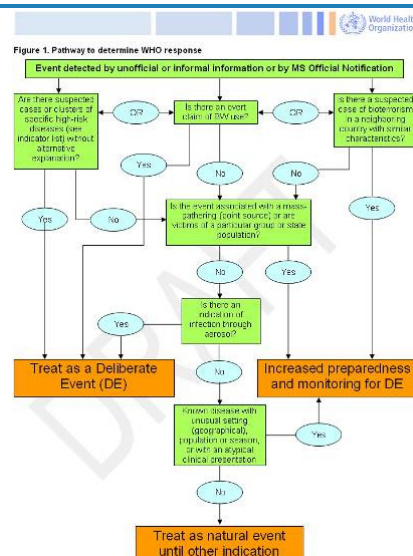 World Heal
Organizatio
Figure 1. Pathway to determine WHO response
Event detected by unofficial or informal information or by MS Official Notification
Are there suspected
cases or clusters of
specific high-risk
diseases (see
indicator list) without
alternative
explanation?
OR
Is there an overt
claim of BW use?
OR
Is there a suspected
case of bioterrorism
in a neighboring
country with similar
characteristics?
Yes
No
No
Yes
No
Yes
Is the event associated with a mass-
gathering (point source) or are
victims of a particular group or state
population?
No
Yes
Is there an
indication of
infection through
aerosol?
Yes
Treat as a Deliberate
Event (DE)
Increased preparedness
and monitoring for DE
No
Known disease with
unusual setting
(geographical),
population or season,
or with an atypical
clinical presentation
Yes
No
Treat as natural event
until other indication
DRAFT